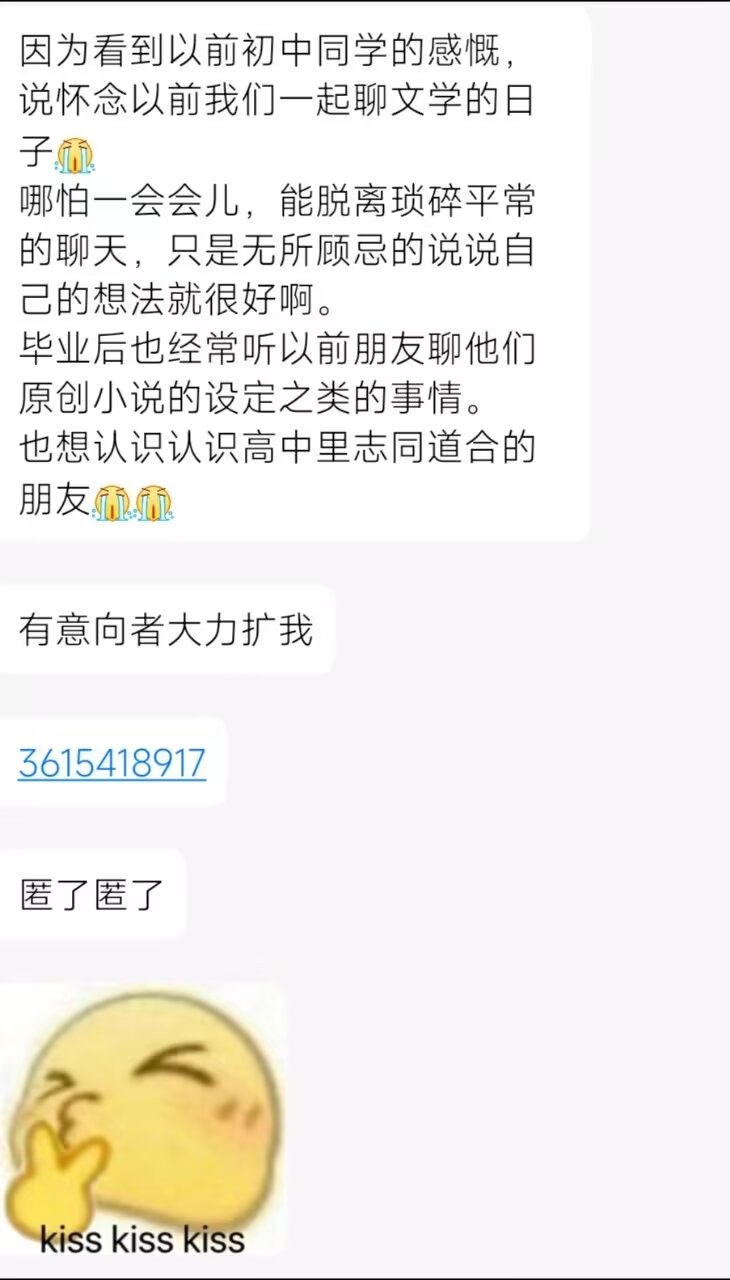 因为看到以前初中同学的感慨，
说怀念以前我们一起聊文学的日
子😭
哪怕一会会儿，能脱离琐碎平常
的聊天，只是无所顾忌的说说自
己的想法就很好啊。
毕业后也经常听以前朋友聊他们
原创小说的设定之类的事情。
也想认识认识高中里志同道合的
朋友😭😭
有意向者大力扩我
3615418917
匿了匿了
kiss kiss kiss